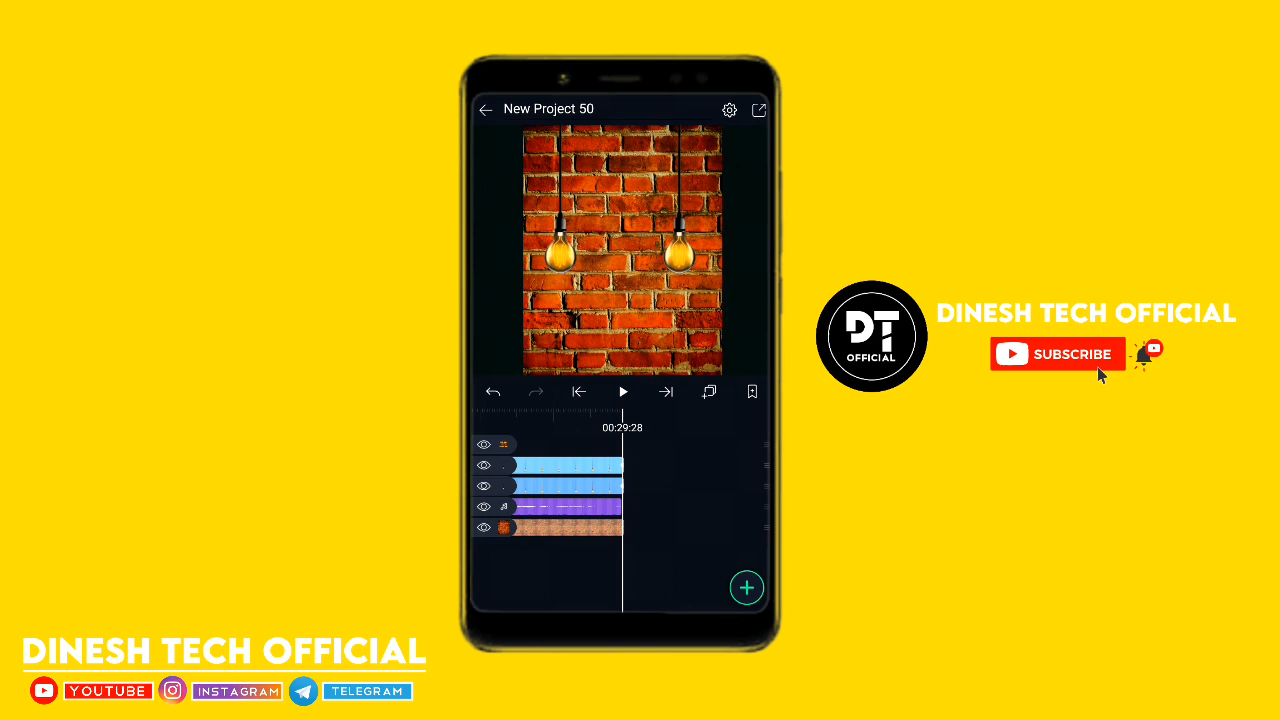 New Project 50
00:29:28
DT
OFFICIAL
DINESH TECH OFFICIAL
SUBSCRIBE
DINESH TECH OFFICIAL
YOUTUBE
INSTAGRAM
TELEGRAM